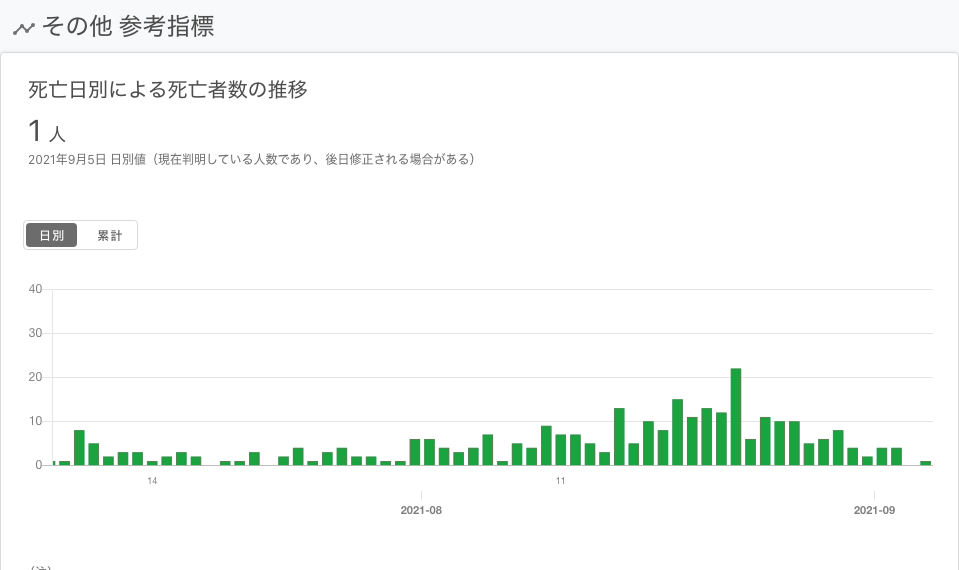 その他 参考指標
死亡日別による死亡者数の推移
1 人
2021年9月5日 日別値（現在判明している人数であり、後日修正される場合がある）
日別 累計
40
30
20
10
0
14 11
2021-08 2021-09